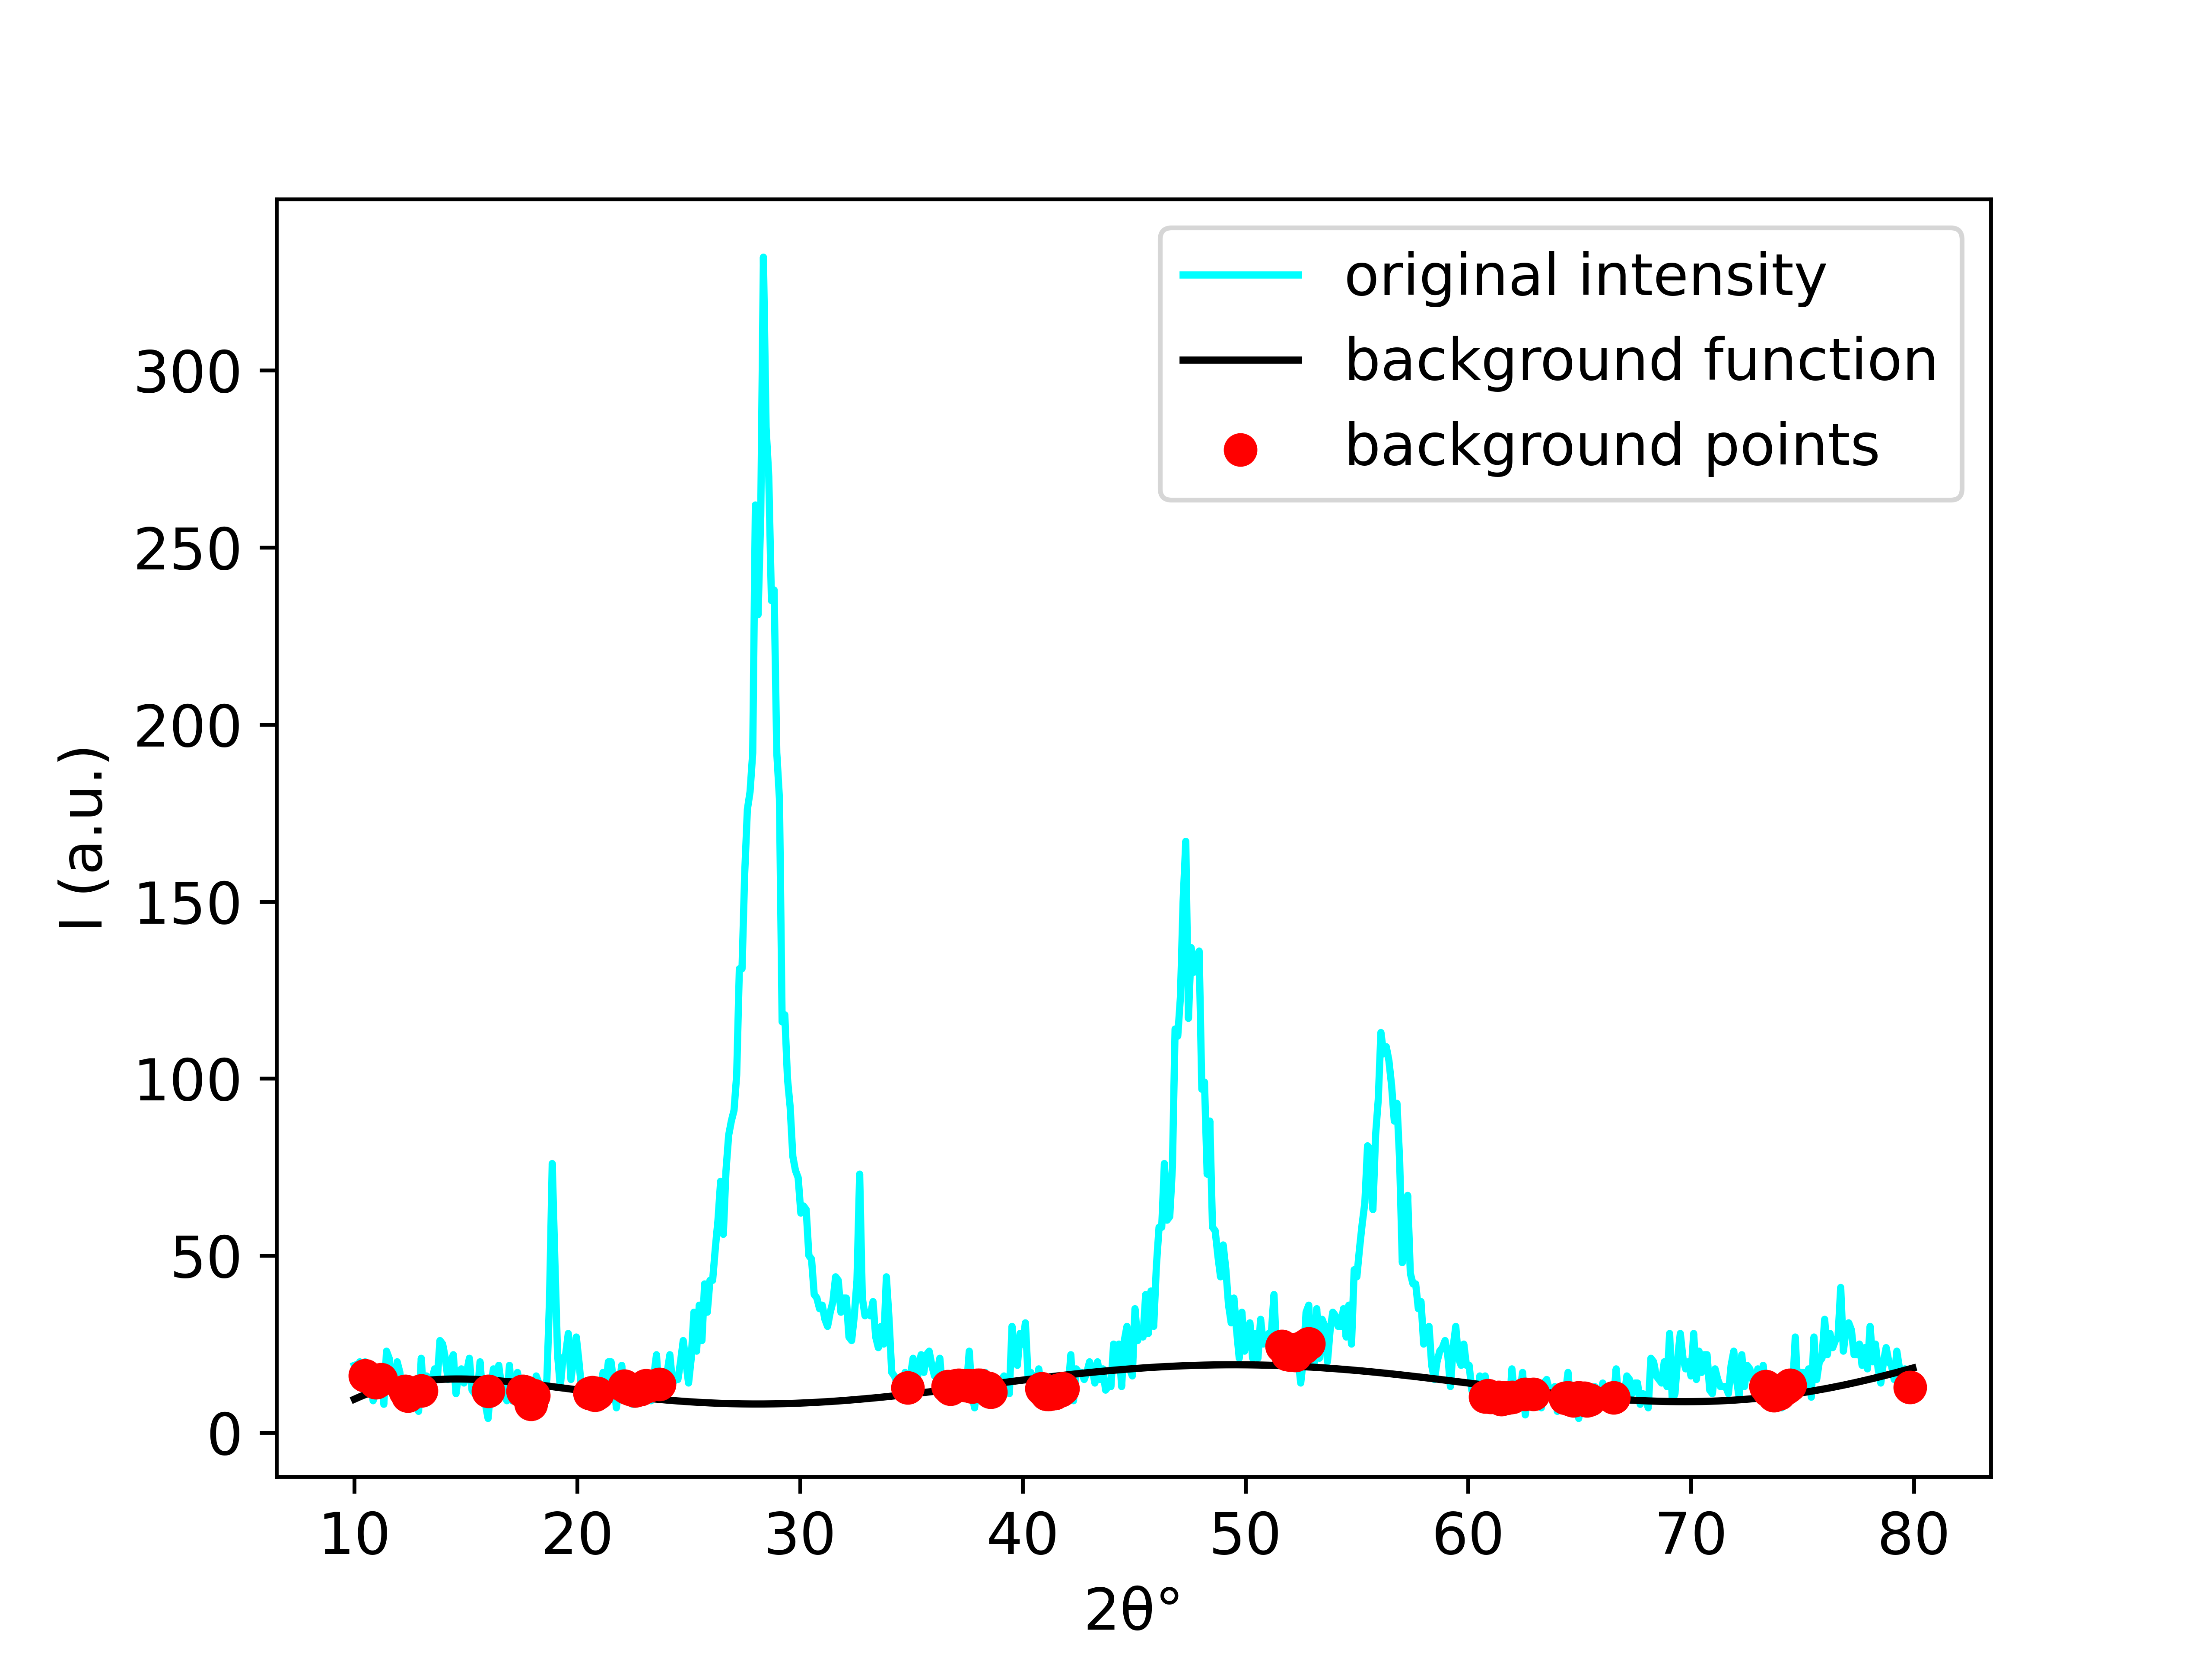 original intensity
background function
background points
300
250
200
150
100
50
0
I (a.u.)
10 20 30 40 50 60 70 80
2θ°